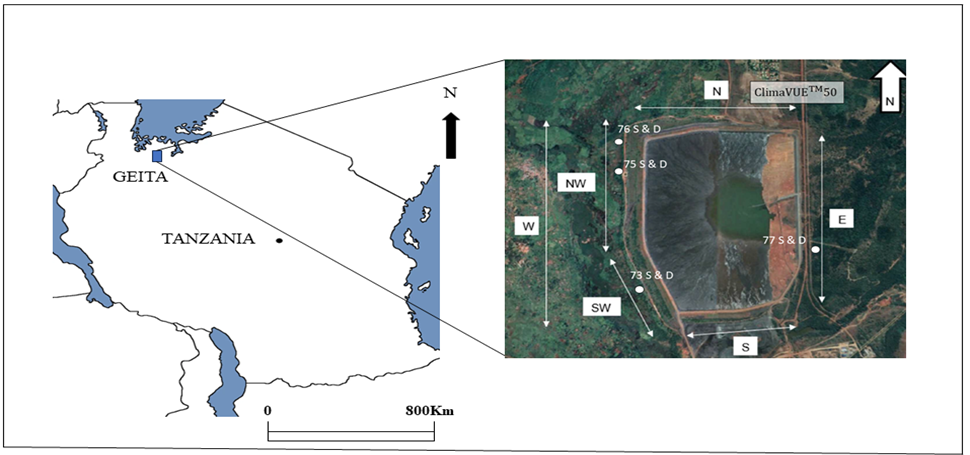 N
GEITA
TANZANIA
0 800Km
N
ClimaVUE™50
N
76 S & D
75 S & D
NW
W
E
77 S & D
73 S & D
SW
S